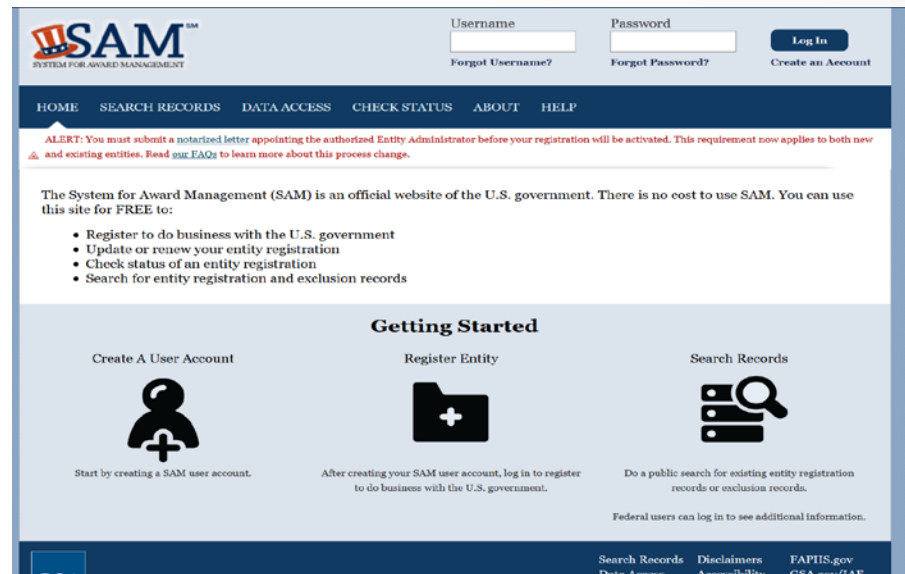 Username Password
USSAM SM
Log In
SYSTEM FOR AWARD MANAGEMENT
Forgot Username? Forgot Password? Create an Account
HOME SEARCH RECORDS DATA ACCESS CHECK STATUS ABOUT HELP
ALERT: You must submit a notarized letter appointing the authorized Entity Administrator before your registration will be activated. This requirement now applies to both new
and existing entities. Read our FAQs to learn more about this process change.
The System for Award Management (SAM) is an official website of the U.S. government. There is no cost to use SAM. You can use
this site for FREE to:
• Register to do business with the U.S. government
• Update or renew your entity registration
• Check status of an entity registration
• Search for entity registration and exclusion records
Getting Started
Create A User Account
Start by creating a SAM user account.
Register Entity
After creating your SAM user account, log in to register
to do business with the U.S. government.
Search Records
Do a public search for existing entity registration
records or exclusion records.
Federal users can log in to see additional information.
Search Records Disclaimers FAPIIS.gov
Data Access Accessibility GSA.gov/IAE